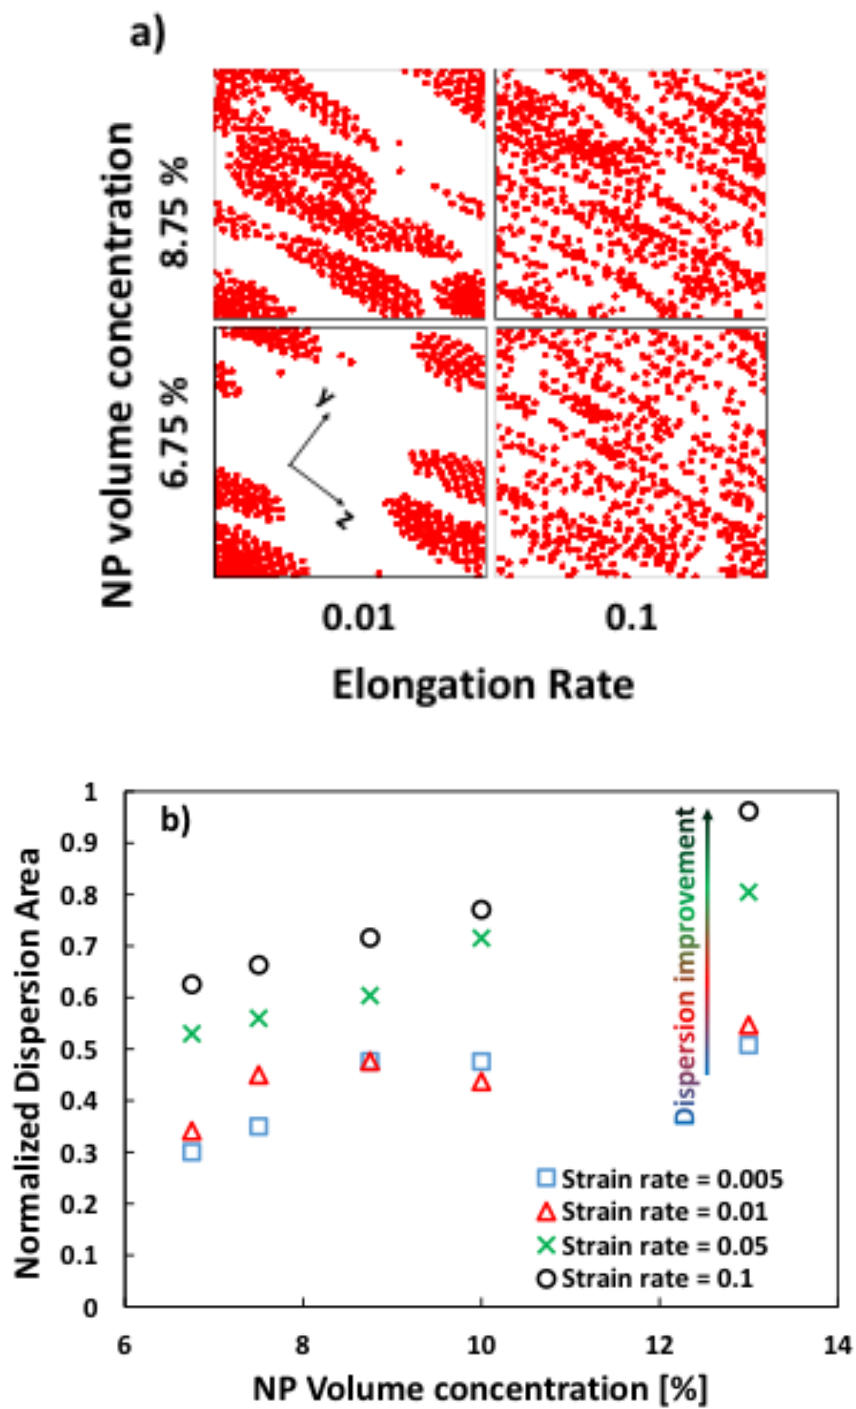 a)
NP volume concentration
8.75 %
6.75 %
y
z
0.01 0.1
Elongation Rate
b)
Normalized Dispersion Area
1
0.9
0.8
0.7
0.6
0.5
0.4
0.3
0.2
0.1
0
Dispersion improvement
Strain rate = 0.005
Strain rate = 0.01
Strain rate = 0.05
Strain rate = 0.1
6 8 10 12 14
NP Volume concentration [%]